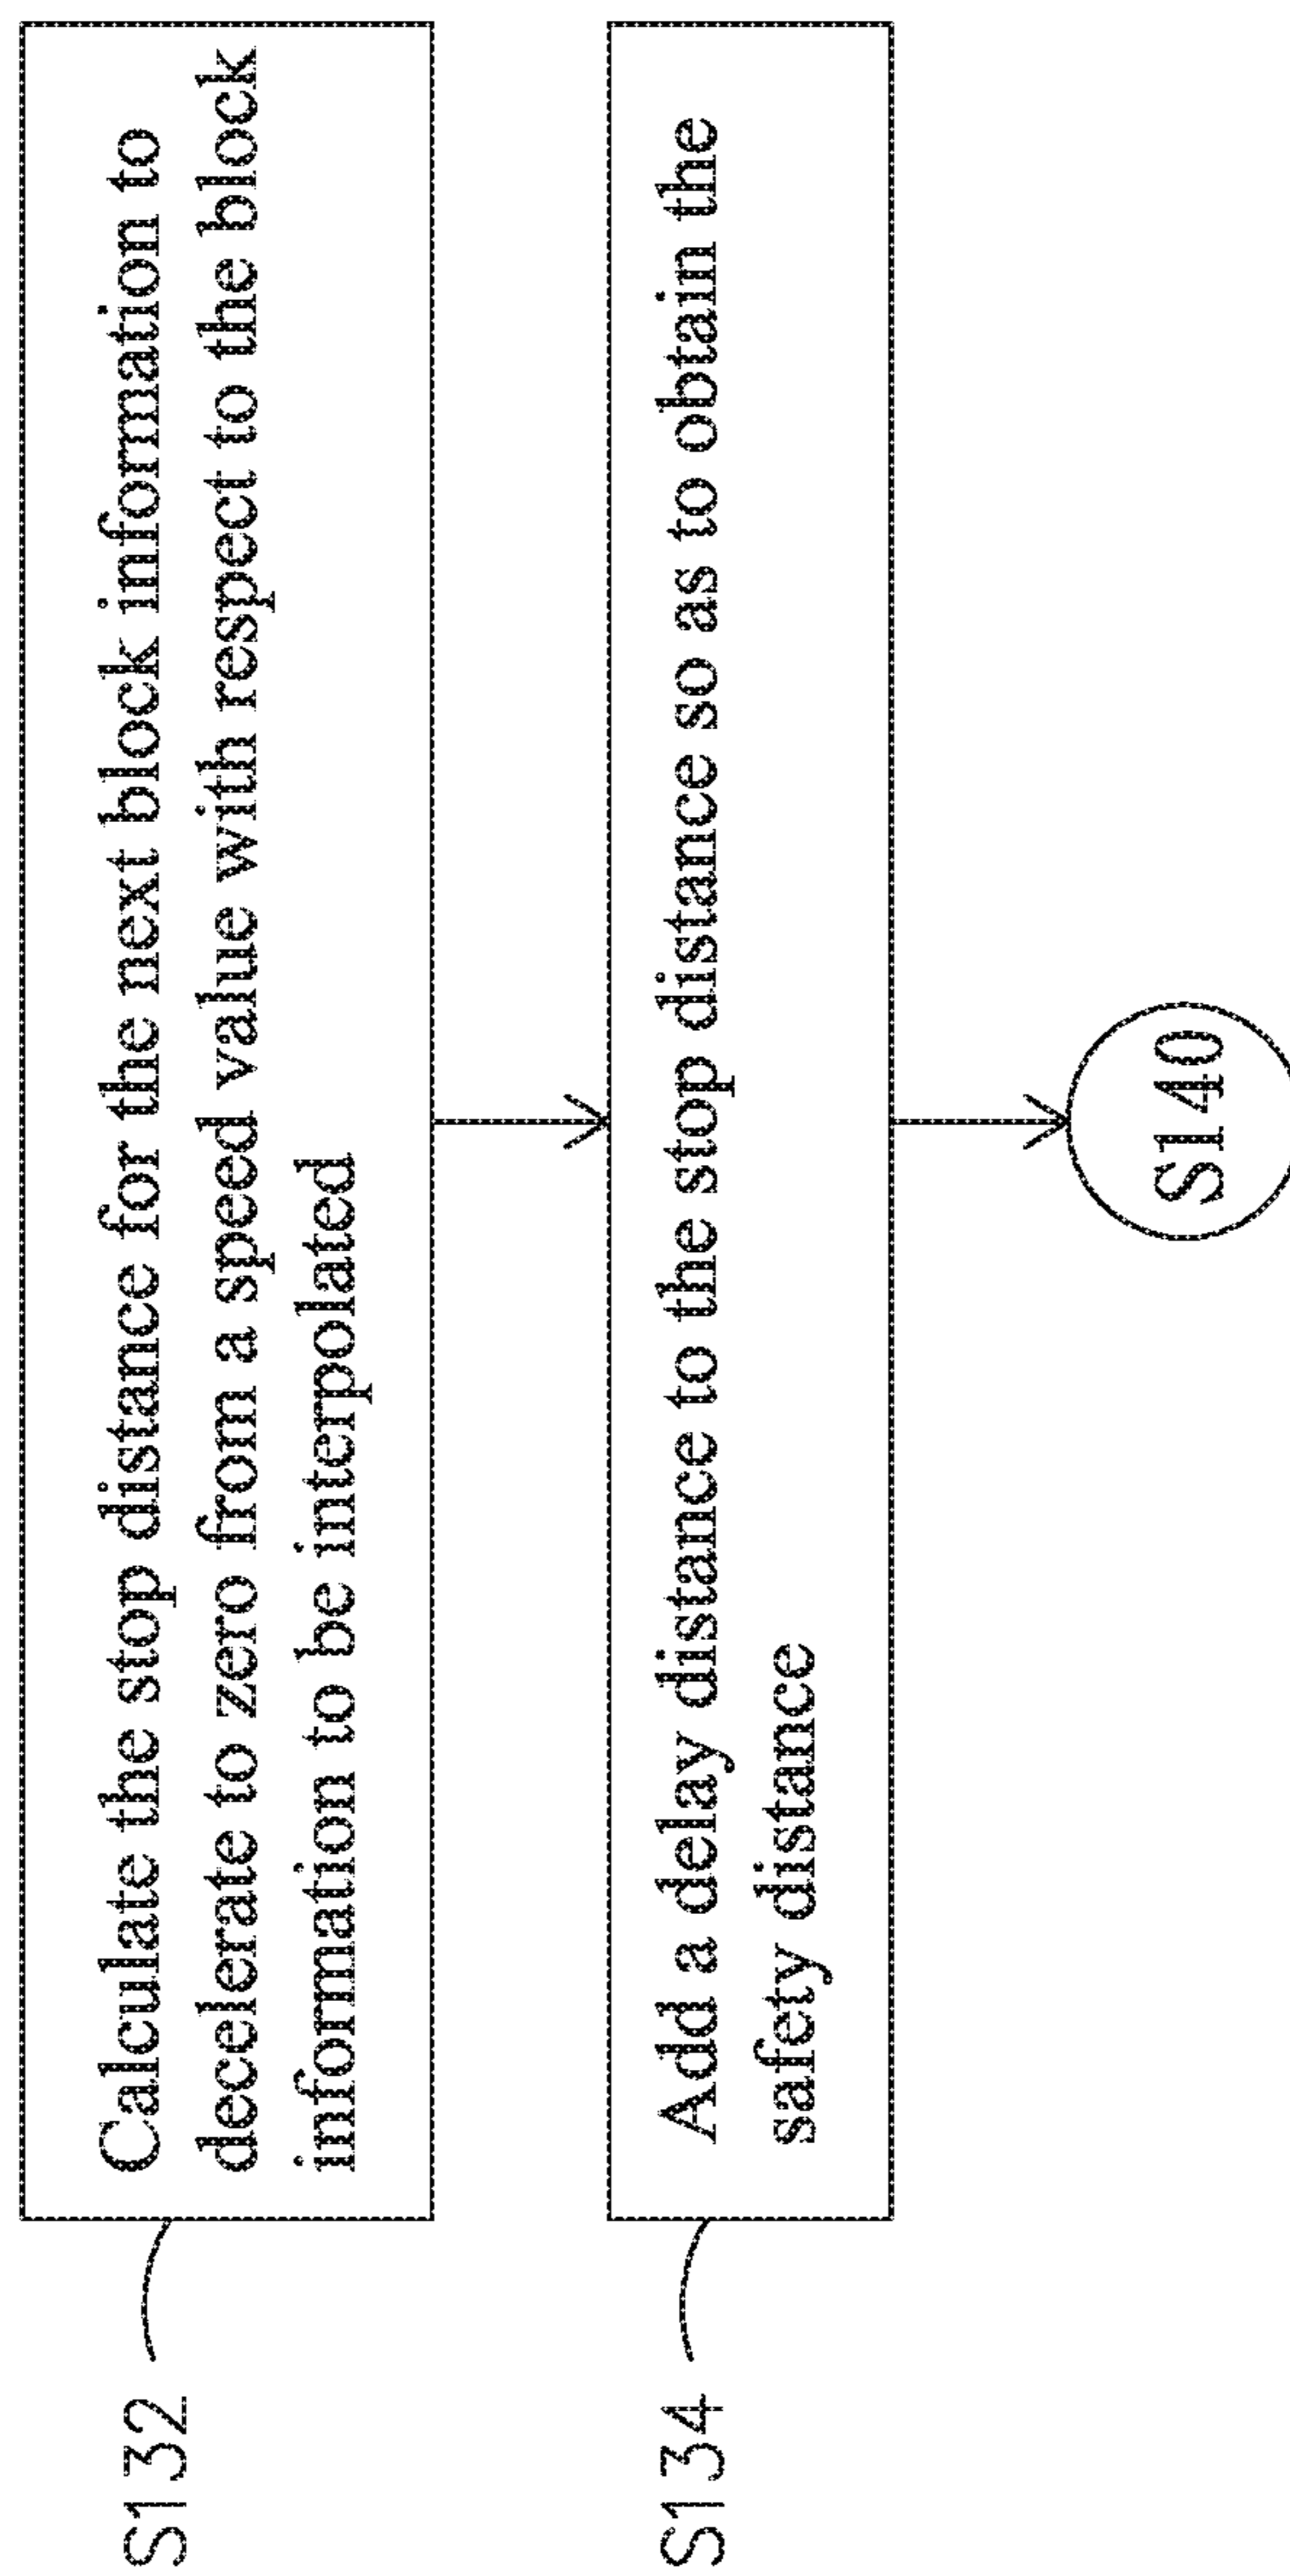 S132
Calculate the stop distance for the next block information to
decelerate to zero from a speed value with respect to the block
information to be interpolated
S134
Add a delay distance to the stop distance so as to obtain the
safety distance
S140